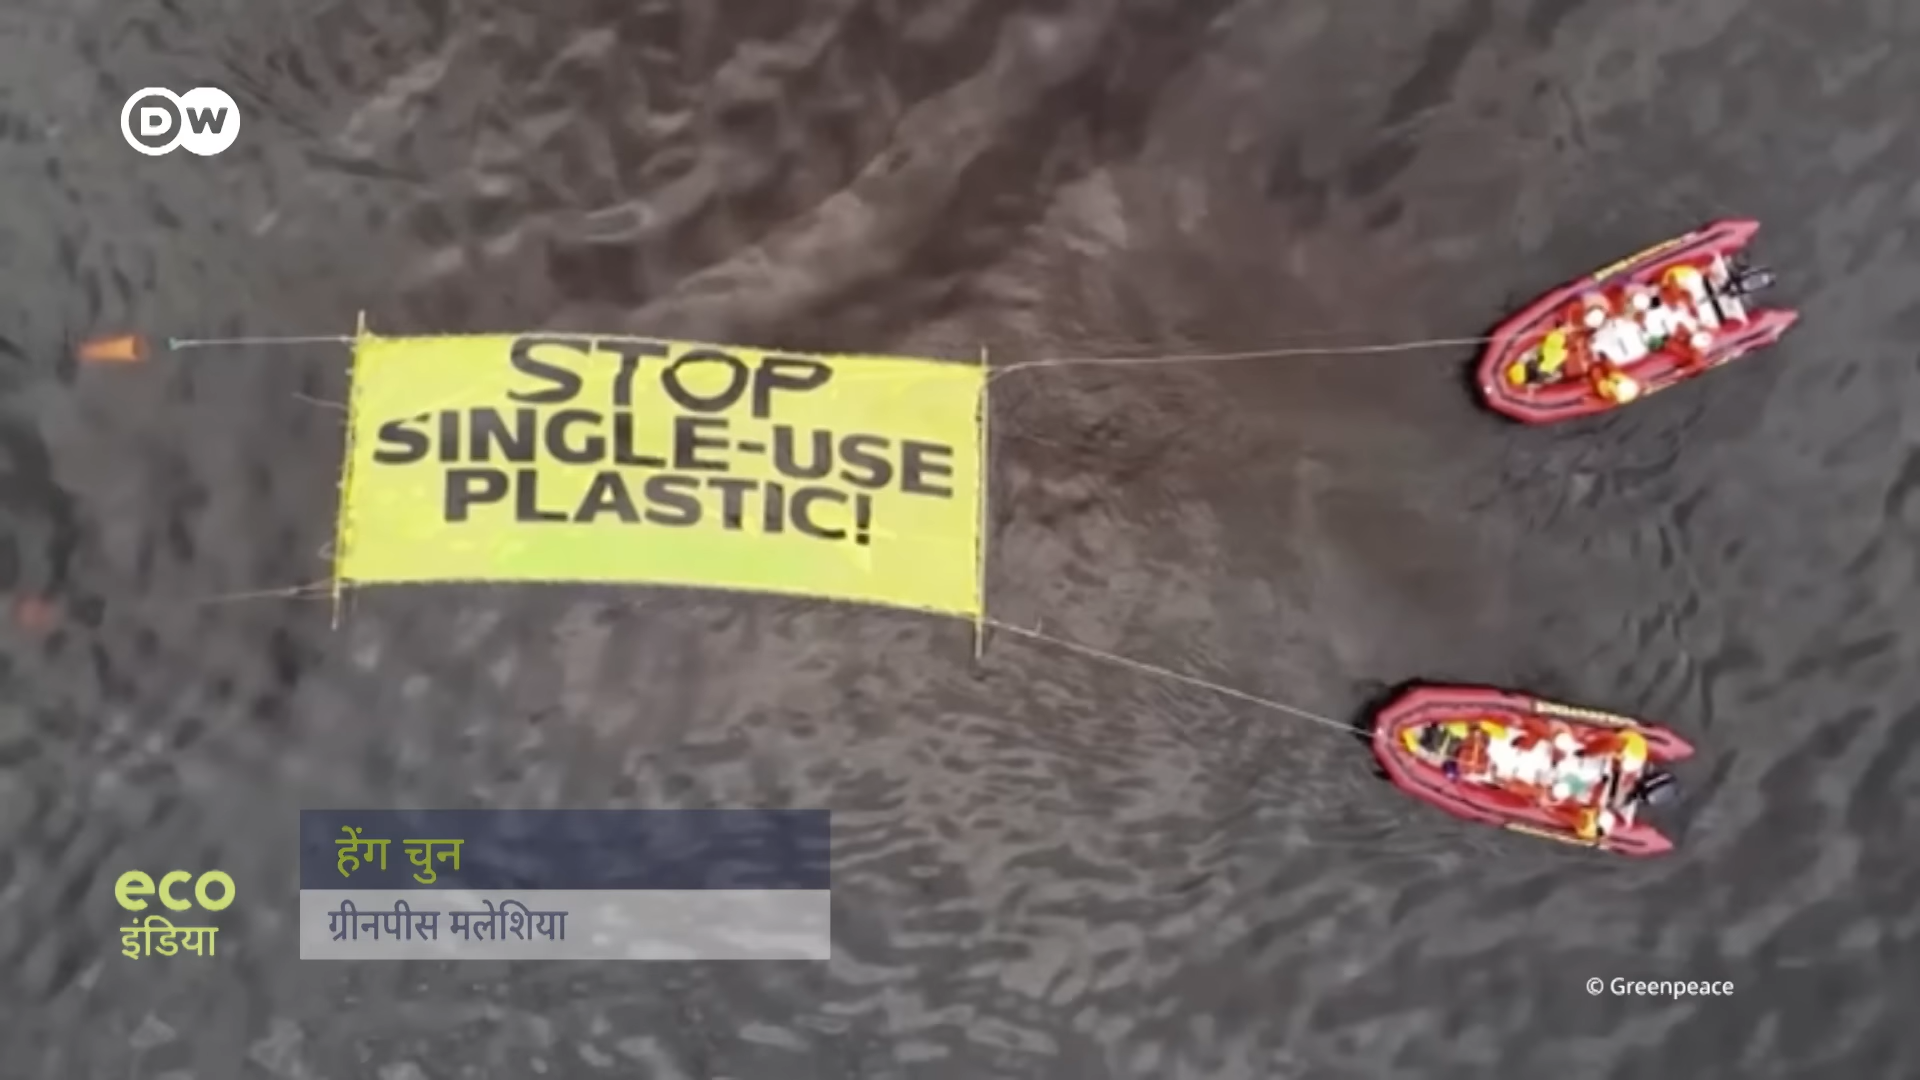 DW
STOP
SINGLE-USE
PLASTIC!
हेंग चुन
ग्रीनपीस मलेशिया
eco
इंडिया
© Greenpeace